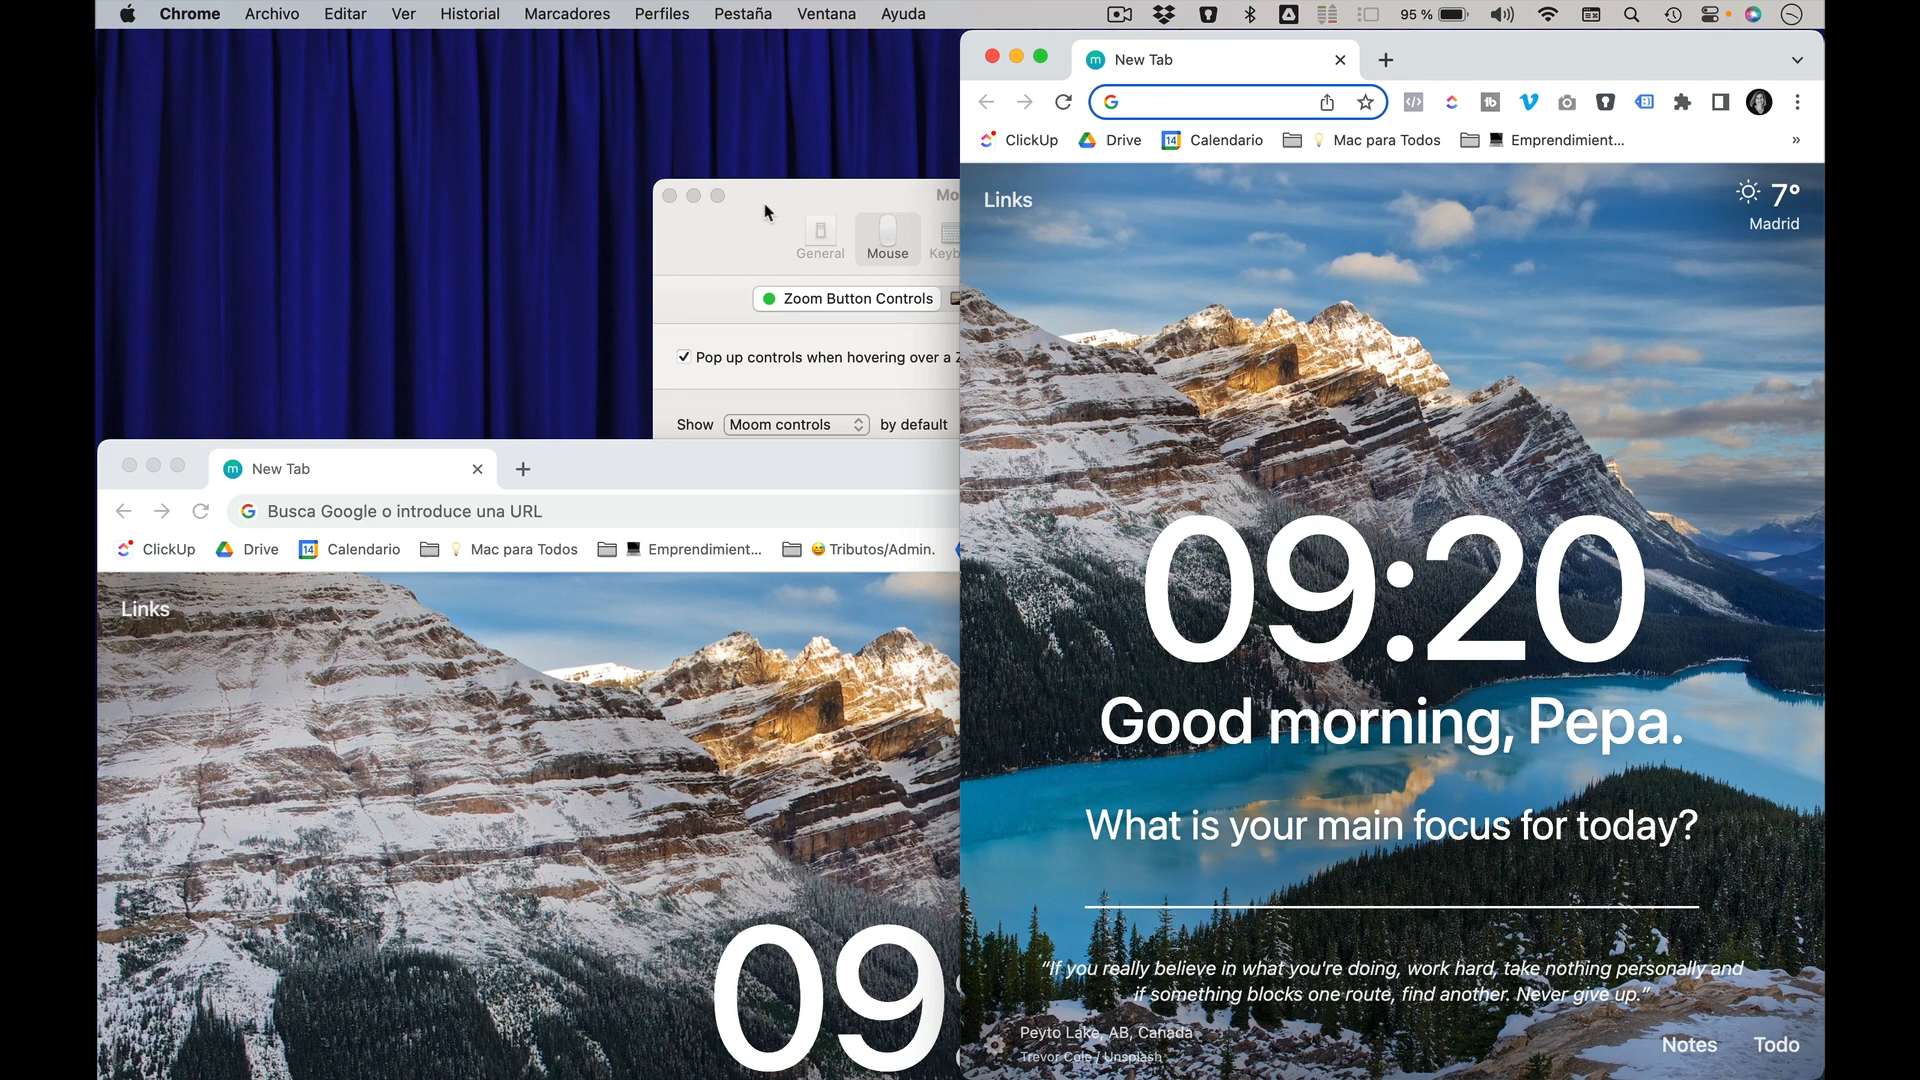 Chrome Archivo Editar Ver Historial Marcadores Perfiles Pestaña Ventana Ayuda 95 %
New Tab
ClickUp Drive 14 Calendario Mac para Todos Emprendimient... »
Links
7°
Madrid
Mo
General Mouse Keyb
Zoom Button Controls
Pop up controls when hovering over a Z
Show Moom controls by default
New Tab
Busca Google o introduce una URL
ClickUp Drive 14 Calendario Mac para Todos Emprendimient... Tributos/Admin.
Links
09
09:20
Good morning, Pepa.
What is your main focus for today?
“If you really believe in what you're doing, work hard, take nothing personally and
if something blocks one route, find another. Never give up.”
Peyto Lake, AB, Canada
Trevor Cole / Unsplash
Notes Todo